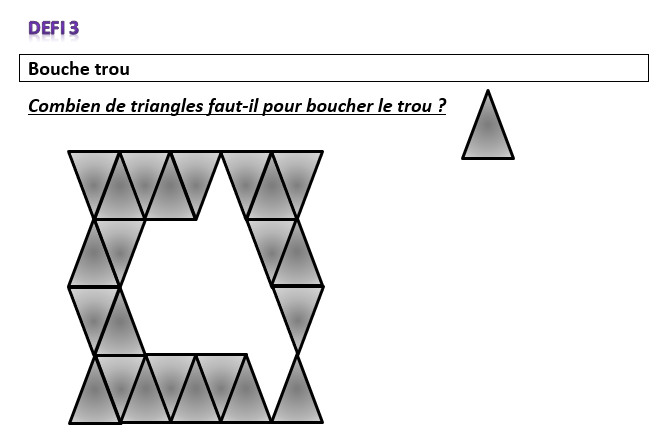 DEFI 3
Bouche trou
Combien de triangles faut-il pour boucher le trou ?